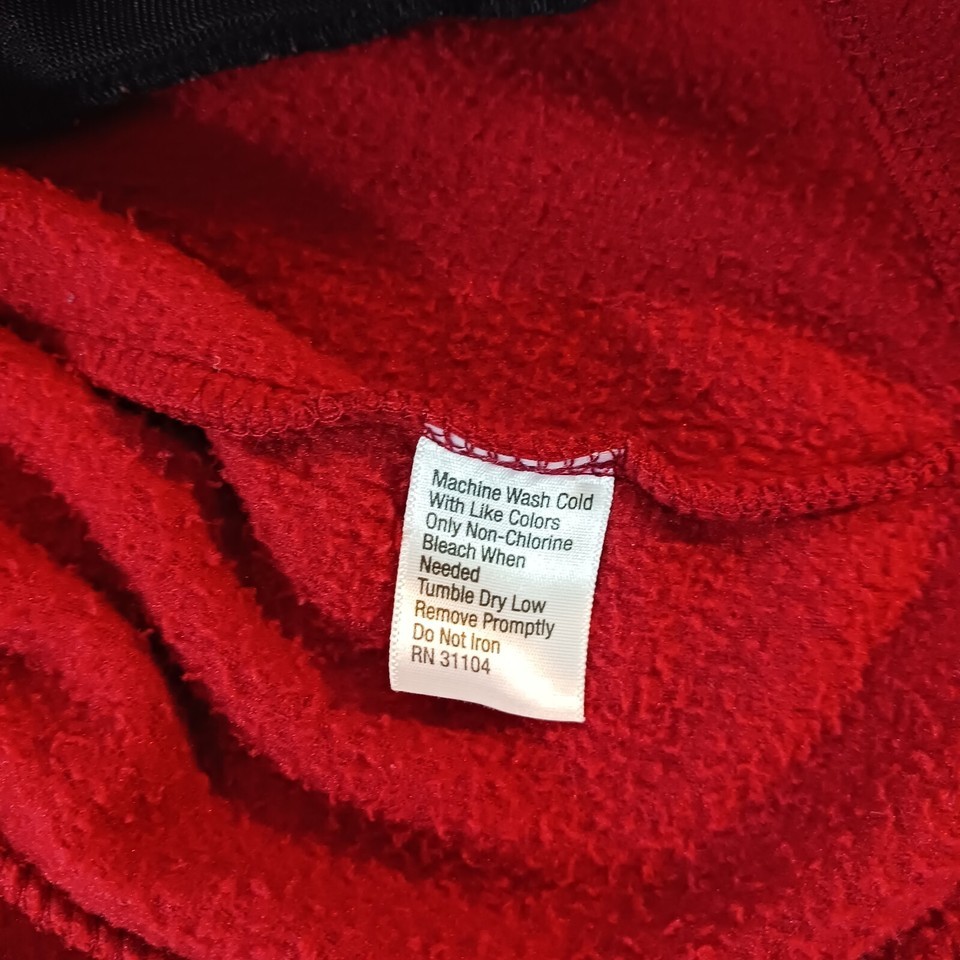 Machine Wash Cold
With Like Colors
Only Non-Chlorine
Bleach When
Needed
Tumble Dry Low
Remove Promptly
Do Not Iron
RN 31104